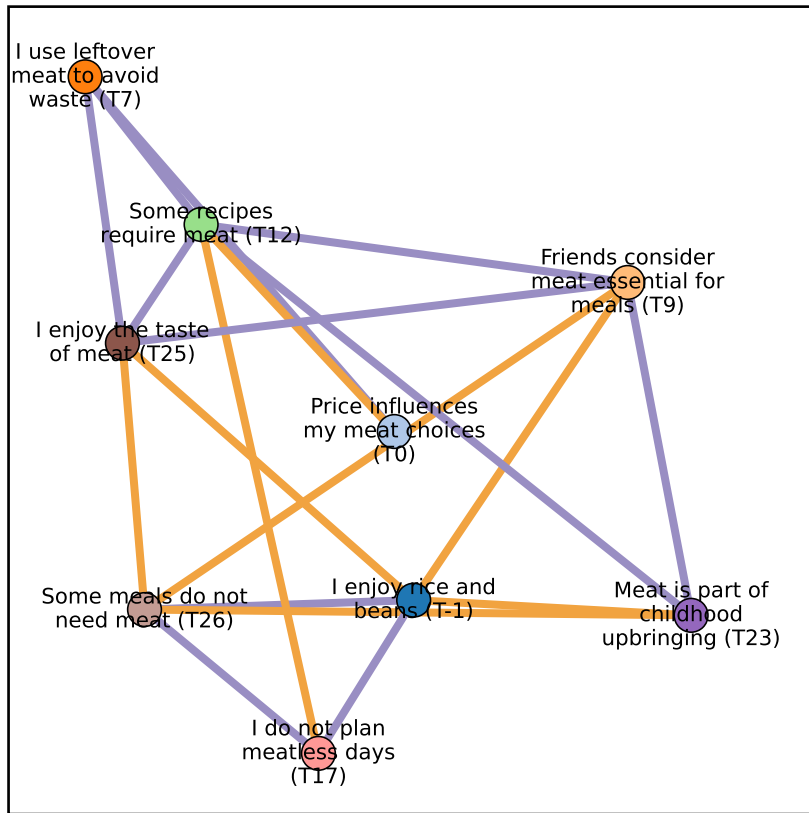 I use leftover
meat to avoid
waste (T7)
Some recipes
require meat (T12)
Friends consider
meat essential for
meals (T9)
I enjoy the taste
of meat (T25)
Price influences
my meat choices
(T0)
Some meals do not
need meat (T26)
I enjoy rice and
beans (T-1)
Meat is part of
childhood
upbringing (T23)
I do not plan
meatless days
(T17)